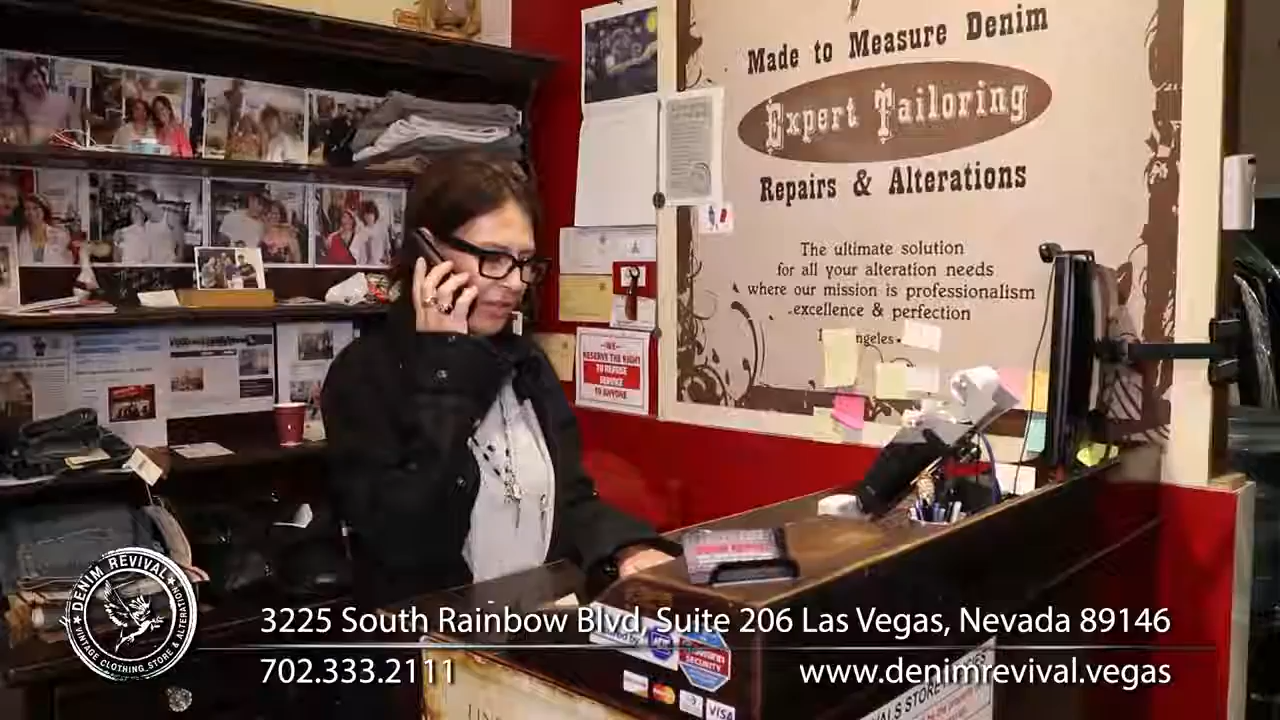 Made to Measure Denim
Expert Tailoring
Repairs & Alterations
The ultimate solution
for all your alteration needs
where our mission is professionalism
excellence & perfection
ngeles
WE
RESERVE THE RIGHT
TO REFUSE
SERVICE
TO ANYONE
DENIM REVIVAL
VINTAGE CLOTHING STORE & ALTERATION
3225 South Rainbow Blvd, Suite 206 Las Vegas, Nevada 89146
702.333.2111
www.denimrevival.vegas
SECURITY
VISA